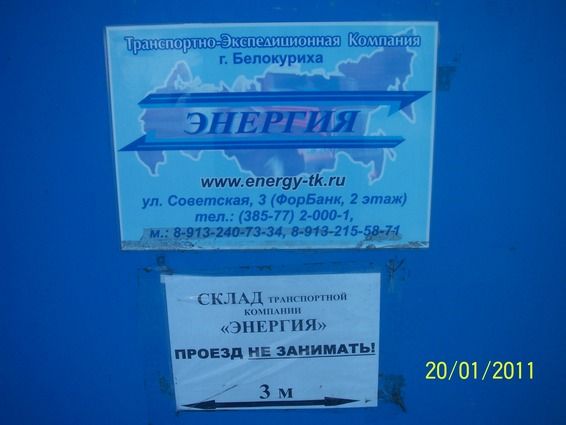 Транспортно-Экспедиционная Компания
г. Белокуриха
ЭНЕРГИЯ
www.energy-tk.ru
ул. Советская, 3 (ФорБанк, 2 этаж)
тел.: (385-77) 2-000-1,
м.: 8-913-240-73-34, 8-913-215-58-71
СКЛАД ТРАНСПОРТНОЙ
КОМПАНИИ
«ЭНЕРГИЯ»
ПРОЕЗД НЕ ЗАНИМАТЬ!
3 м
20/01/2011